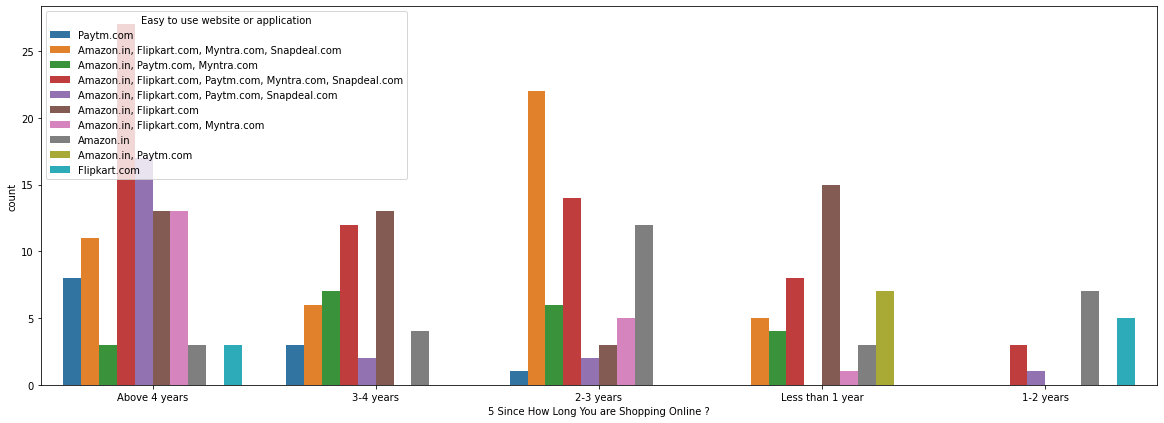 Easy to use website or application
Paytm.com
Amazon.in, Flipkart.com, Myntra.com, Snapdeal.com
Amazon.in, Paytm.com, Myntra.com
Amazon.in, Flipkart.com, Paytm.com, Myntra.com, Snapdeal.com
Amazon.in, Flipkart.com, Paytm.com, Snapdeal.com
Amazon.in, Flipkart.com
Amazon.in, Flipkart.com, Myntra.com
Amazon.in
Amazon.in, Paytm.com
Flipkart.com
25
20
15
10
5
0
count
Above 4 years
3-4 years
2-3 years
Less than 1 year
1-2 years
5 Since How Long You are Shopping Online ?